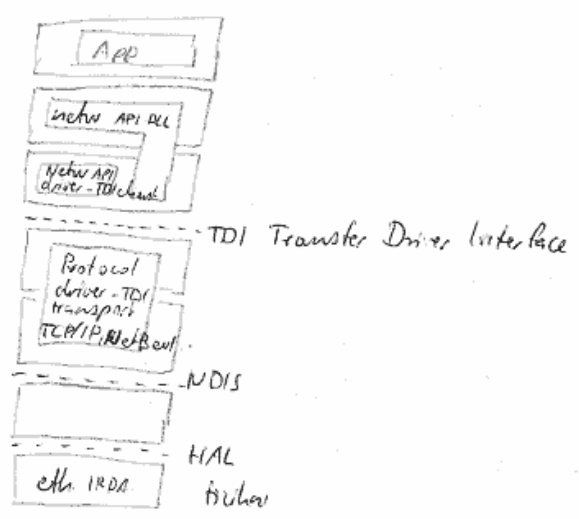 App
netw API DLL
Netw API
driver-TDI client
TDI Transfer Driver Interface
Protocol
driver-TDI
transport
TCP/IP, NetBeui
NDIS
HAL
eth. IRDA